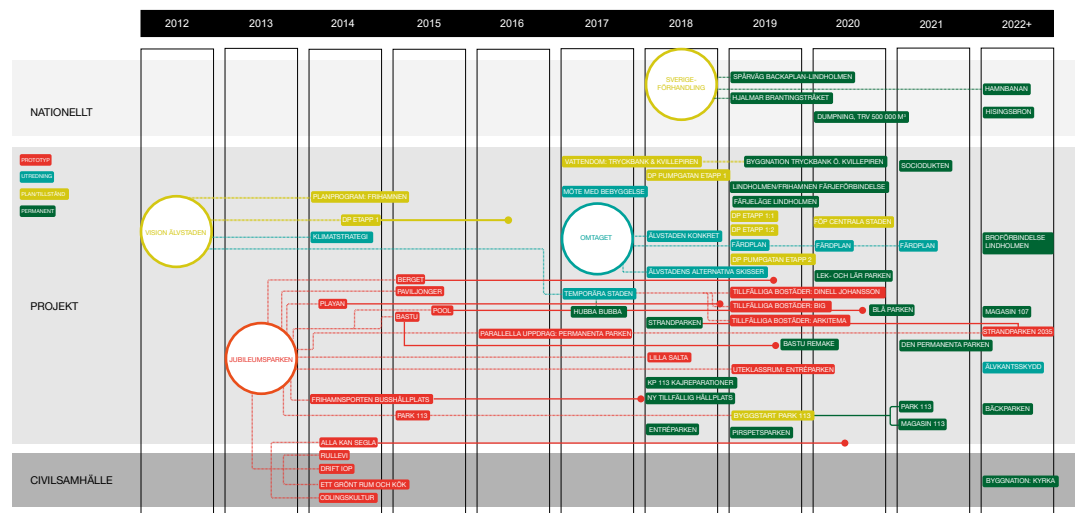 2012 2013 2014 2015 2016 2017 2018 2019 2020 2021 2022+
NATIONELLT
SVERIGE-
FÖRHANDLING
SPÅRVÄG BACKAPLAN-LINDHOLMEN
HAMNBANAN
HJALMAR BRANTINGSTRÅKET
HISINGSBRON
DUMPNING, TRV 500 000 M³
PROTOTYP
UTREDNING
PLAN/TILLSTÅND
PERMANENT
PROJEKT
VATTENDOM: TRYCKBANK & KVILLEPIREN
BYGGNATION TRYCKBANK Ö. KVILLEPIREN
SOCIODUKTEN
DP PUMPGATAN ETAPP 1
MÖTE MED BEBYGGELSE
LINDHOLMEN/FRIHAMNEN FÄRJEFÖRBINDELSE
PLANPROGRAM: FRIHAMNEN
FÄRJELÄGE LINDHOLMEN
VISION ÄLVSTADEN
DP ETAPP 1
DP ETAPP 1:1
FÖP CENTRALA STADEN
DP ETAPP 1:2
KLIMATSTRATEGI
OMTAGET
ÄLVSTADEN KONKRET
FÄRDPLAN
FÄRDPLAN
FÄRDPLAN
BROFÖRBINDELSE
LINDHOLMEN
DP PUMPGATAN ETAPP 2
ÄLVSTADENS ALTERNATIVA SKISSER
LEK- OCH LÄR PARKEN
BERGET
PAVILJONGER
TEMPORÄRA STADEN
TILLFÄLLIGA BOSTÄDER: DINELL JOHANSSON
PLAYAN
TILLFÄLLIGA BOSTÄDER: BIG
POOL
HUBBA BUBBA
BLÅ PARKEN
MAGASIN 107
BASTU
STRANDPARKEN
TILLFÄLLIGA BOSTÄDER: ARKITEMA
PARALLELLA UPPDRAG: PERMANENTA PARKEN
STRANDPARKEN 2035
BASTU REMAKE
DEN PERMANENTA PARKEN
JUBILEUMSPARKEN
LILLA SALTA
UTEKLASSRUM: ENTRÉPARKEN
ÄLVKANTSSKYDD
KP 113 KAJREPARATIONER
FRIHAMNSPORTEN BUSSHÅLLPLATS
NY TILLFÄLLIG HÅLLPLATS
PARK 113
BYGGSTART PARK 113
PARK 113
BÄCKPARKEN
MAGASIN 113
ENTRÉPARKEN
PIRSPETSPARKEN
ALLA KAN SEGLA
RULLEVI
DRIFT IOP
CIVILSAMHÄLLE
ETT GRÖNT RUM OCH KÖK
BYGGNATION: KYRKA
ODLINGSKULTUR